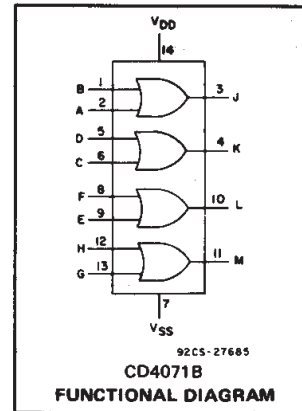 VDD
14
B 1 3 J
A 2
D 5 4 K
C 6
F 8 10 L
E 9
H 12 11 M
G 13
7
VSS
92CS-27685
CD4071B
FUNCTIONAL DIAGRAM